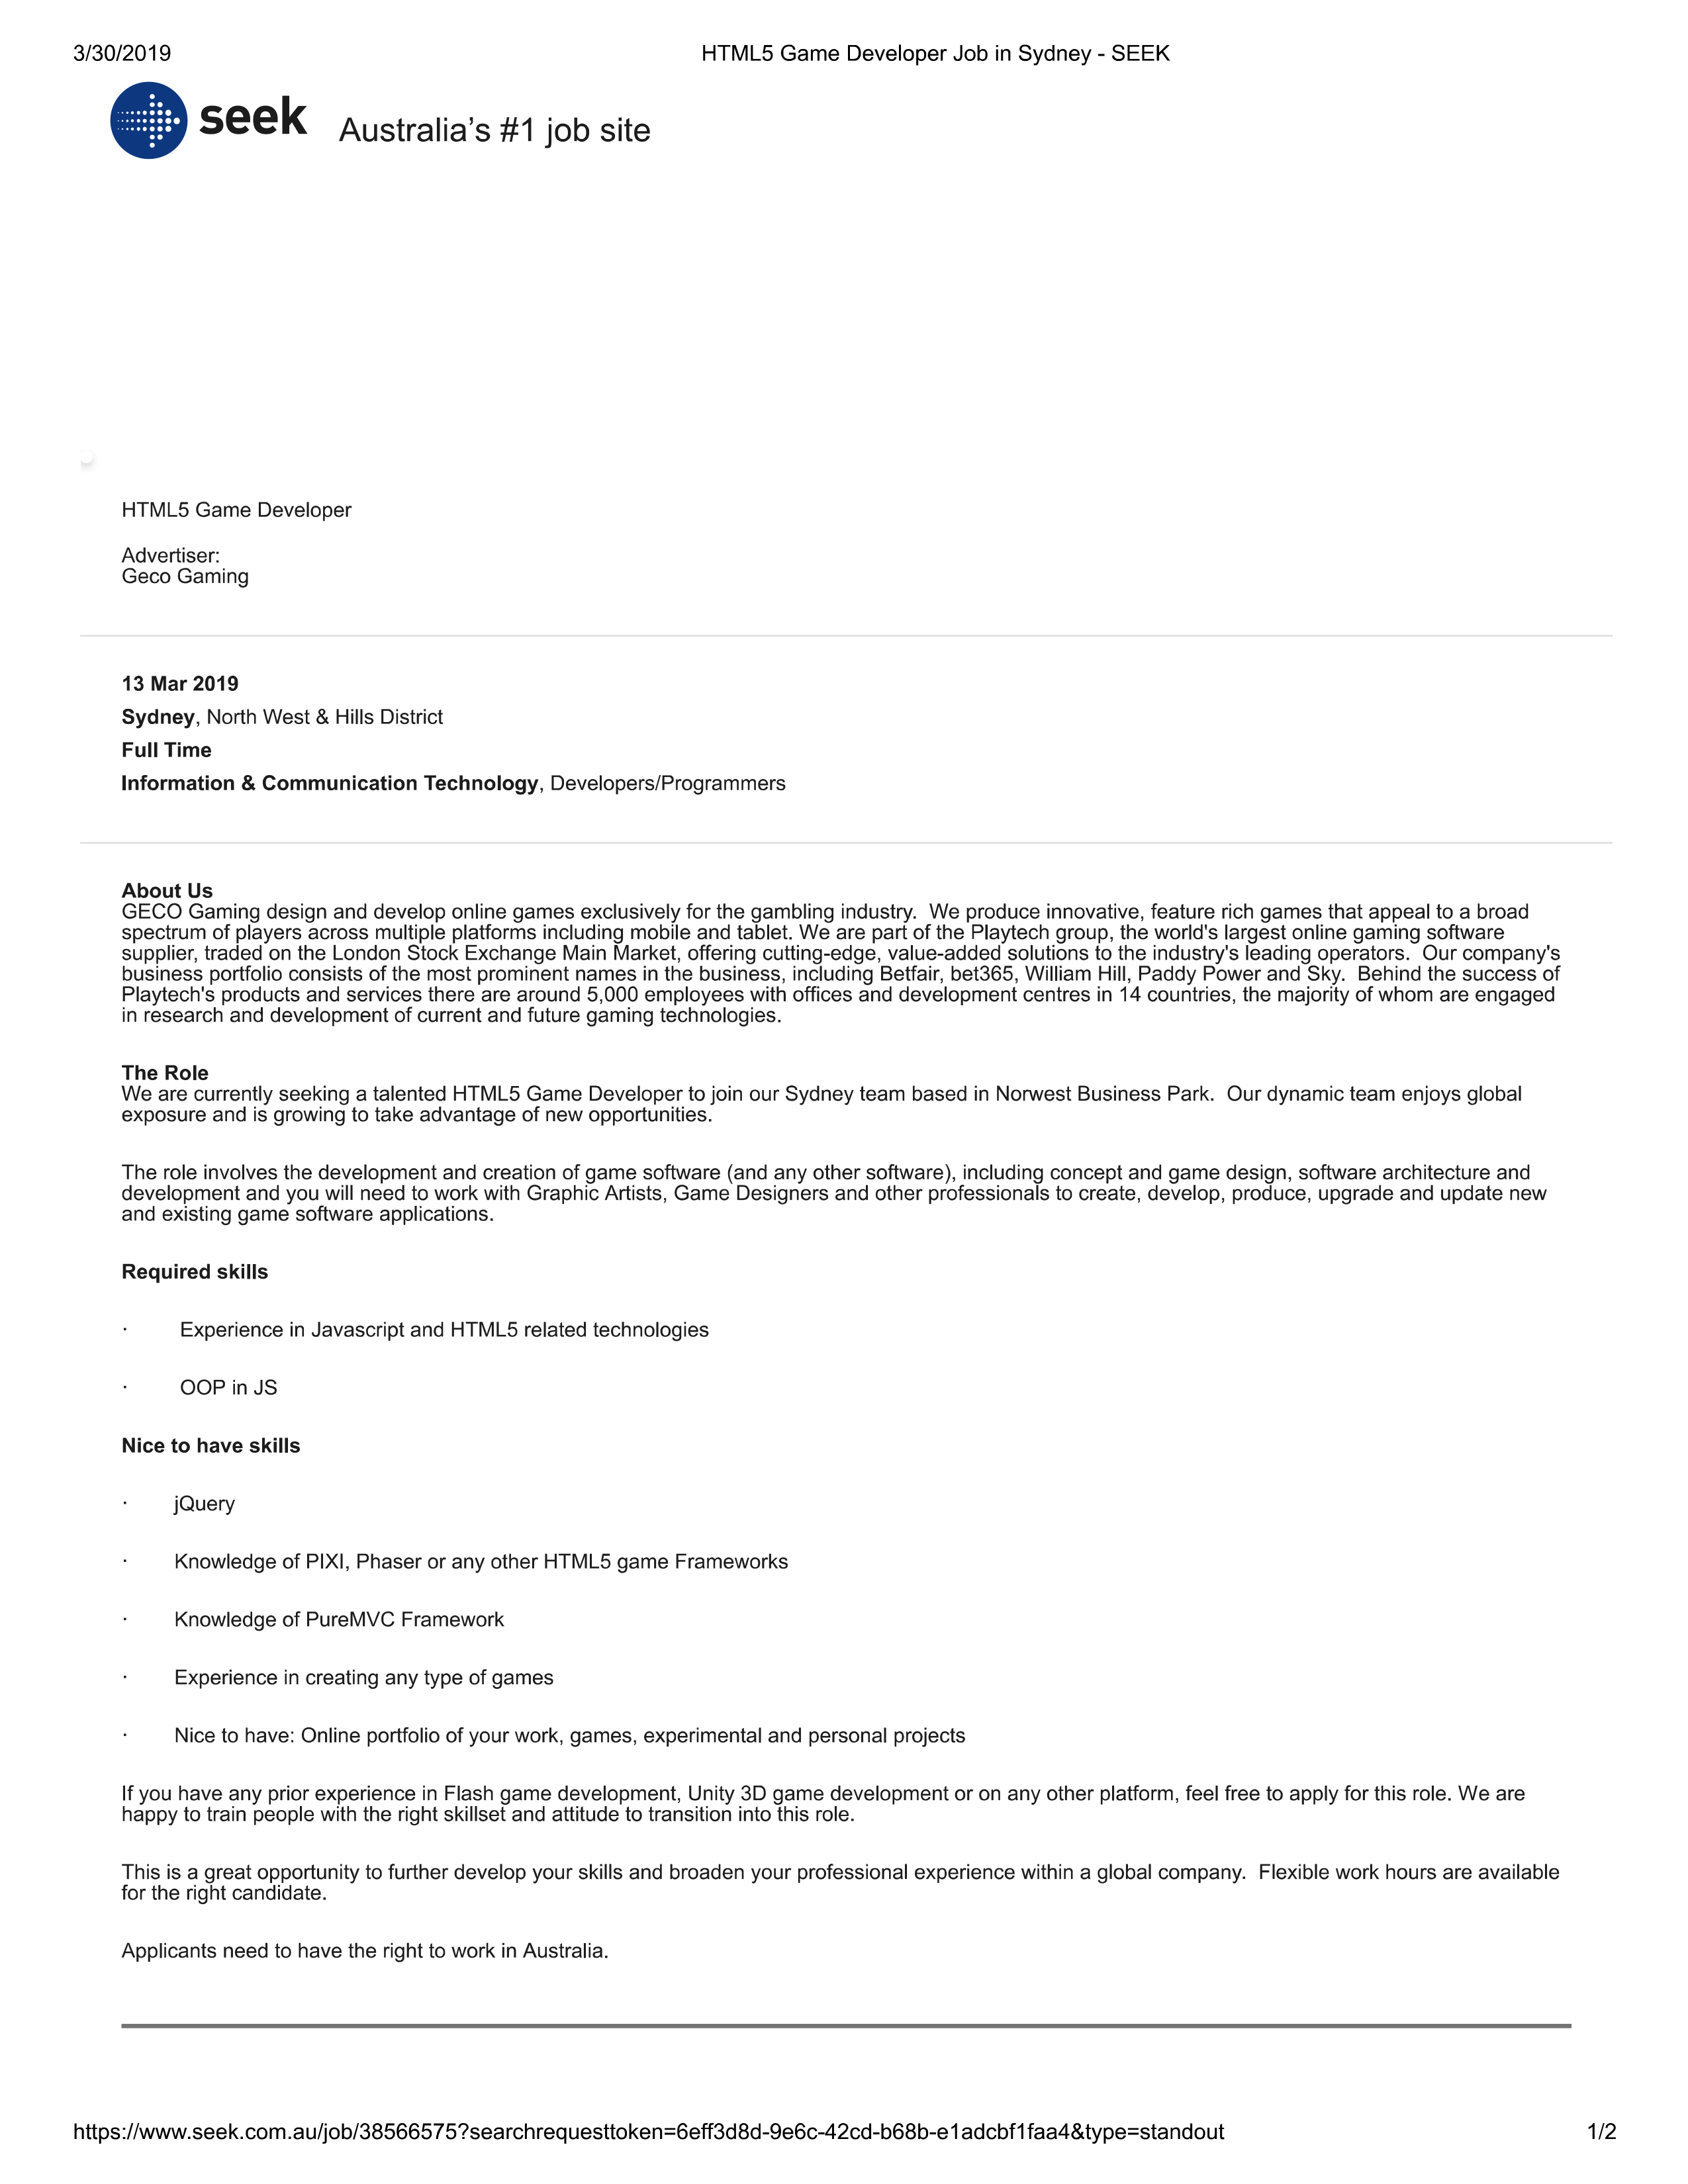 3/30/2019 HTML5 Game Developer Job in Sydney - SEEK
seek Australia’s #1 job site
HTML5 Game Developer
Advertiser:
Geco Gaming
13 Mar 2019
Sydney, North West & Hills District
Full Time
Information & Communication Technology, Developers/Programmers
About Us
GECO Gaming design and develop online games exclusively for the gambling industry.  We produce innovative, feature rich games that appeal to a broad
spectrum of players across multiple platforms including mobile and tablet. We are part of the Playtech group, the world's largest online gaming software
supplier, traded on the London Stock Exchange Main Market, offering cutting-edge, value-added solutions to the industry's leading operators.  Our company's
business portfolio consists of the most prominent names in the business, including Betfair, bet365, William Hill, Paddy Power and Sky.  Behind the success of
Playtech's products and services there are around 5,000 employees with offices and development centres in 14 countries, the majority of whom are engaged
in research and development of current and future gaming technologies.
The Role
We are currently seeking a talented HTML5 Game Developer to join our Sydney team based in Norwest Business Park.  Our dynamic team enjoys global
exposure and is growing to take advantage of new opportunities.
The role involves the development and creation of game software (and any other software), including concept and game design, software architecture and
development and you will need to work with Graphic Artists, Game Designers and other professionals to create, develop, produce, upgrade and update new
and existing game software applications.
Required skills
· Experience in Javascript and HTML5 related technologies
· OOP in JS
Nice to have skills
· jQuery
· Knowledge of PIXI, Phaser or any other HTML5 game Frameworks
· Knowledge of PureMVC Framework
· Experience in creating any type of games
· Nice to have: Online portfolio of your work, games, experimental and personal projects
If you have any prior experience in Flash game development, Unity 3D game development or on any other platform, feel free to apply for this role. We are
happy to train people with the right skillset and attitude to transition into this role.
This is a great opportunity to further develop your skills and broaden your professional experience within a global company.  Flexible work hours are available
for the right candidate.
Applicants need to have the right to work in Australia.
https://www.seek.com.au/job/38566575?searchrequesttoken=6eff3d8d-9e6c-42cd-b68b-e1adcbf1faa4&type=standout 1/2